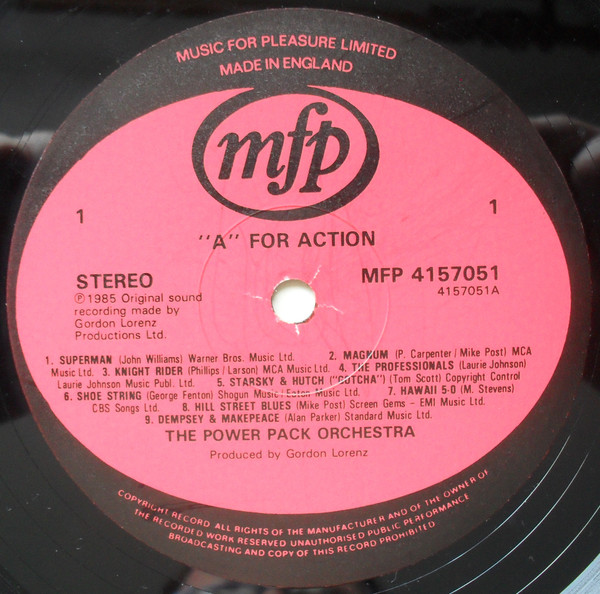 MUSIC FOR PLEASURE LIMITED
MADE IN ENGLAND
mfp
1
1
"A" FOR ACTION
STEREO
MFP 4157051
4157051A
Ⓟ1985 Original sound
recording made by
Gordon Lorenz
Productions Ltd.
1. SUPERMAN (John Williams) Warner Bros. Music Ltd. 2. MAGNUM (P. Carpenter/Mike Post) MCA
Music Ltd. 3. KNIGHT RIDER (Phillips/Larson) MCA Music Ltd. 4. THE PROFESSIONALS (Laurie Johnson)
Laurie Johnson Music Publ. Ltd. 5. STARSKY & HUTCH ("GOTCHA") (Tom Scott) Copyright Control
6. SHOE STRING (George Fenton) Shogun Music/Eaton Music Ltd. 7. HAWAII 5-0 (M. Stevens)
CBS Songs Ltd. 8. HILL STREET BLUES (Mike Post) Screen Gems - EMI Music Ltd.
9. DEMPSEY & MAKEPEACE (Alan Parker) Standard Music Ltd.
THE POWER PACK ORCHESTRA
Produced by Gordon Lorenz
COPYRIGHT RECORD ALL RIGHTS OF THE MANUFACTURER AND OF THE OWNER OF
THE RECORDED WORK RESERVED UNAUTHORISED PUBLIC PERFORMANCE
BROADCASTING AND COPY OF THIS RECORD PROHIBITED